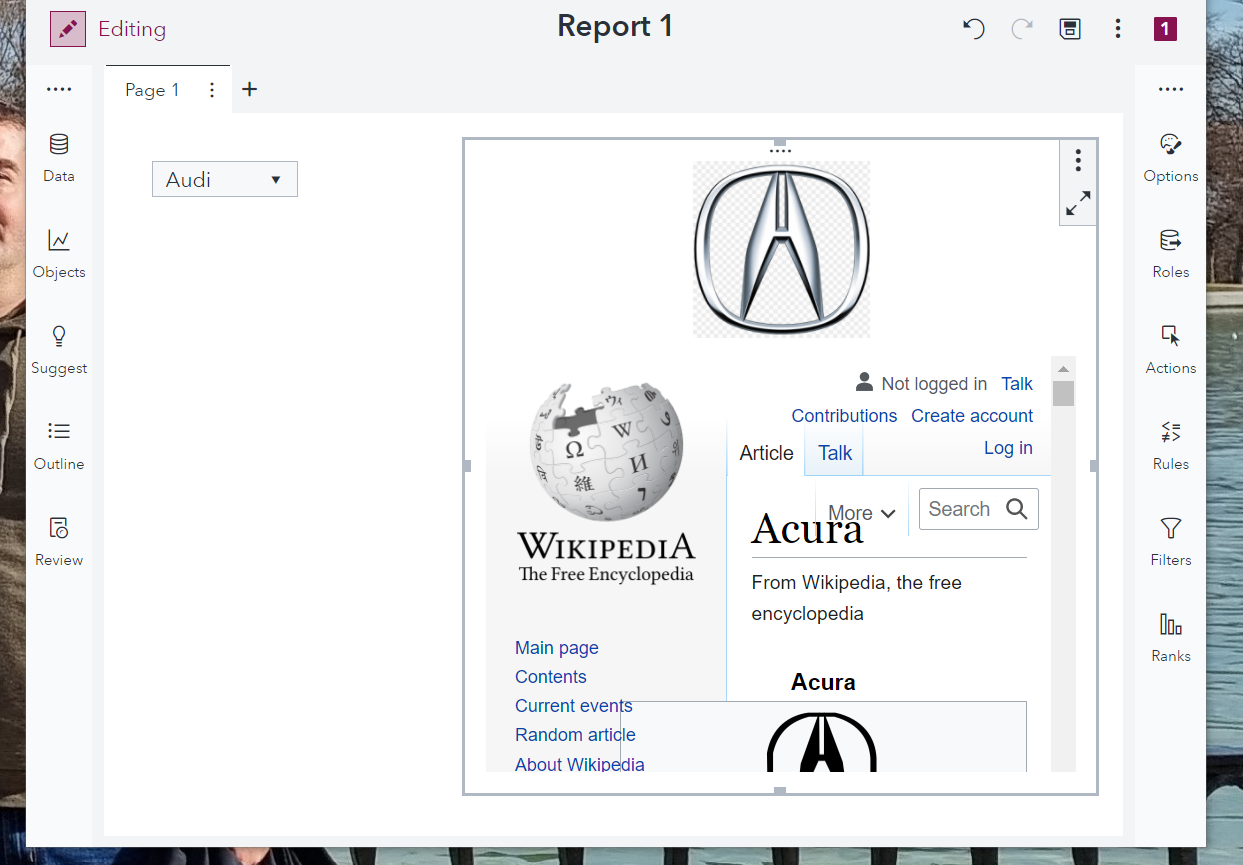 Editing
Report 1
1
Page 1
Data
Objects
Suggest
Outline
Review
Audi
Not logged in Talk
Contributions Create account
Log in
Article Talk
More
Search
WIKIPEDIA
The Free Encyclopedia
Main page
Contents
Current events
Random article
About Wikipedia
Acura
From Wikipedia, the free
encyclopedia
Acura
Options
Roles
Actions
Rules
Filters
Ranks